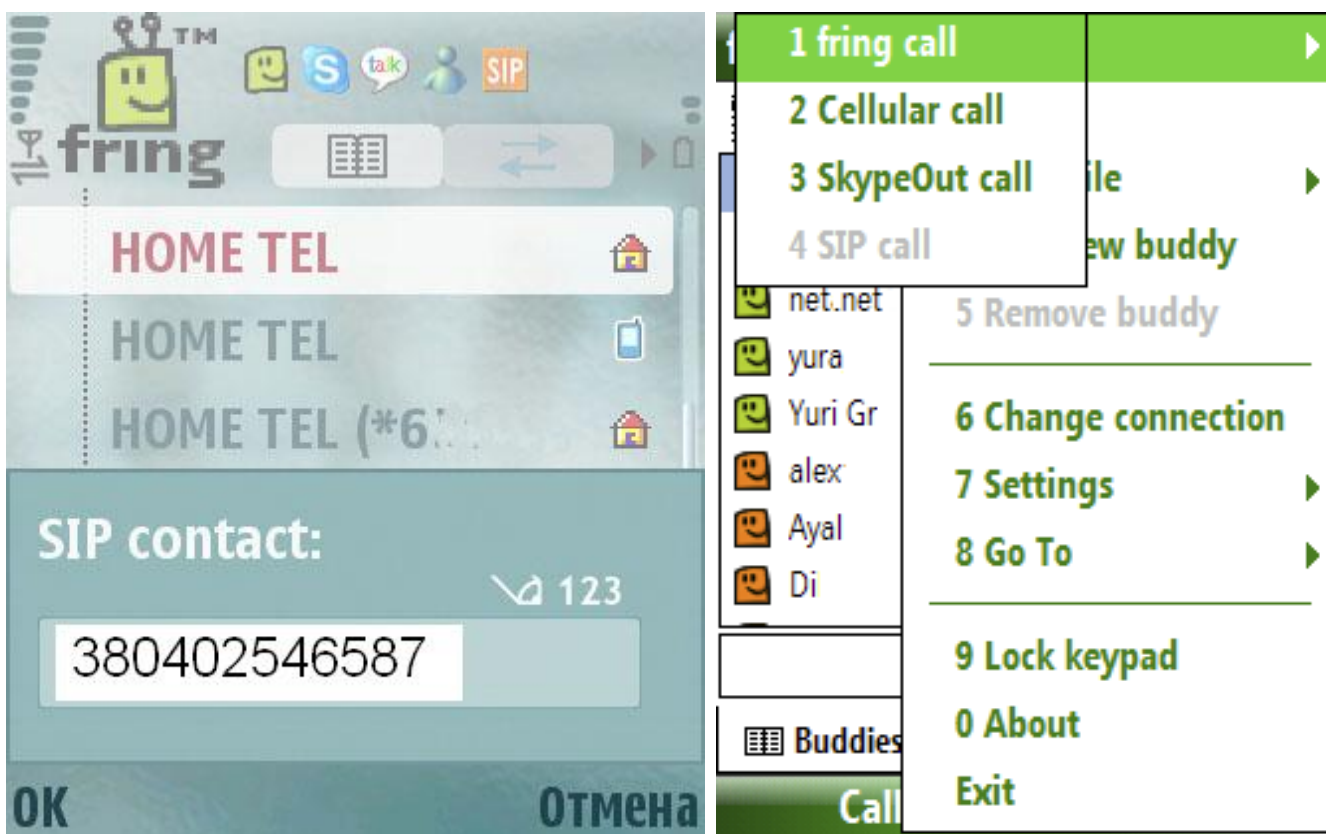 TM
S
talk
SIP
fring
HOME TEL
HOME TEL
HOME TEL (*6
SIP contact:
123
380402546587
OK
Отмена
1 fring call
2 Cellular call
3 SkypeOut call
4 SIP call
ile
ew buddy
5 Remove buddy
6 Change connection
7 Settings
8 Go To
9 Lock keypad
0 About
Exit
net.net
yura
Yuri Gr
alex
Ayal
Di
Buddies
Call